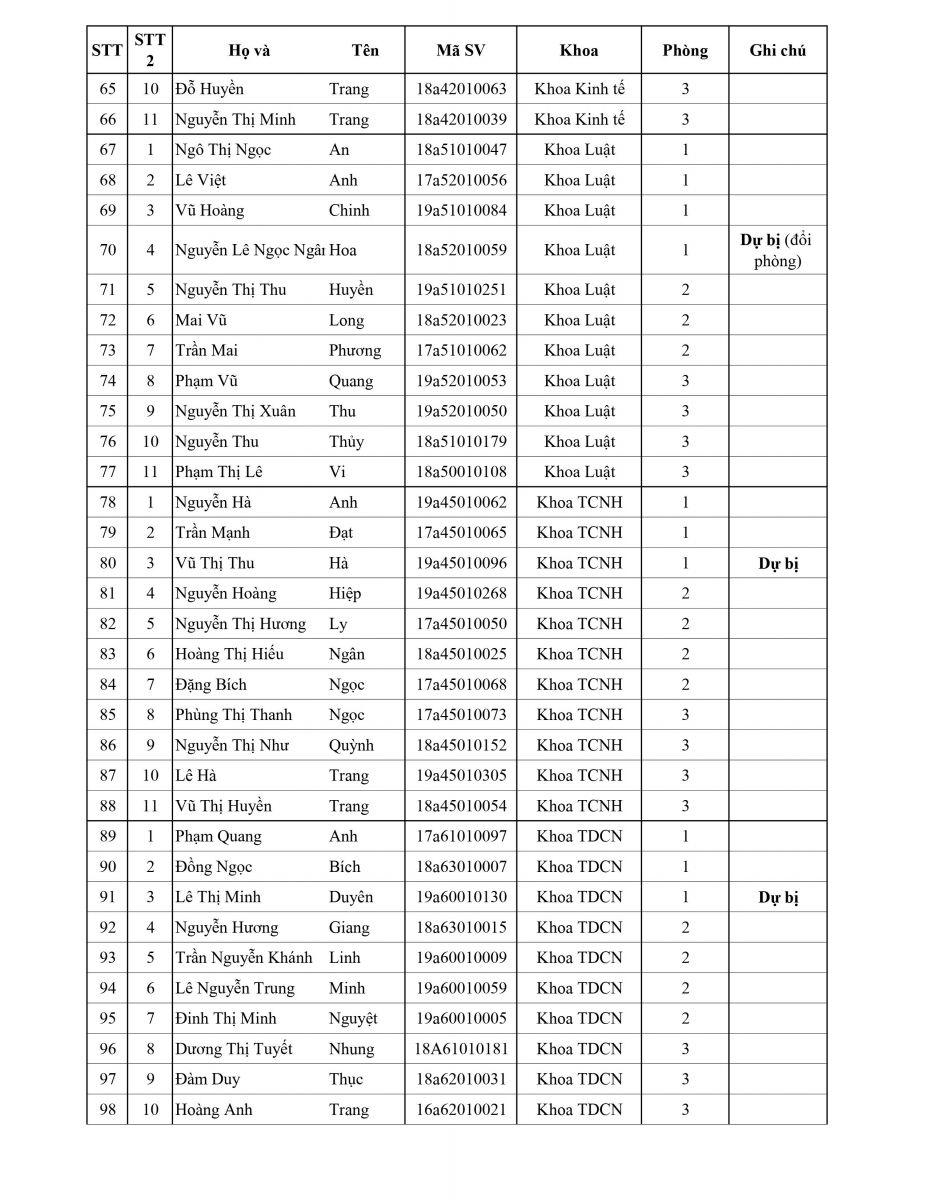 STT STT 2 Họ và Tên Mã SV Khoa Phòng Ghi chú
65 10 Đỗ Huyền Trang 18a42010063 Khoa Kinh tế 3
66 11 Nguyễn Thị Minh Trang 18a42010039 Khoa Kinh tế 3
67 1 Ngô Thị Ngọc An 18a51010047 Khoa Luật 1
68 2 Lê Việt Anh 17a52010056 Khoa Luật 1
69 3 Vũ Hoàng Chinh 19a51010084 Khoa Luật 1
70 4 Nguyễn Lê Ngọc Ngân Hoa 18a52010059 Khoa Luật 1 Dự bị (đổi phòng)
71 5 Nguyễn Thị Thu Huyền 19a51010251 Khoa Luật 2
72 6 Mai Vũ Long 18a52010023 Khoa Luật 2
73 7 Trần Mai Phương 17a51010062 Khoa Luật 2
74 8 Phạm Vũ Quang 19a52010053 Khoa Luật 3
75 9 Nguyễn Thị Xuân Thu 19a52010050 Khoa Luật 3
76 10 Nguyễn Thu Thủy 18a51010179 Khoa Luật 3
77 11 Phạm Thị Lê Vi 18a50010108 Khoa Luật 3
78 1 Nguyễn Hà Anh 19a45010062 Khoa TCNH 1
79 2 Trần Mạnh Đạt 17a45010065 Khoa TCNH 1
80 3 Vũ Thị Thu Hà 19a45010096 Khoa TCNH 1 Dự bị
81 4 Nguyễn Hoàng Hiệp 19a45010268 Khoa TCNH 2
82 5 Nguyễn Thị Hương Ly 17a45010050 Khoa TCNH 2
83 6 Hoàng Thị Hiếu Ngân 18a45010025 Khoa TCNH 2
84 7 Đặng Bích Ngọc 17a45010068 Khoa TCNH 2
85 8 Phùng Thị Thanh Ngọc 17a45010073 Khoa TCNH 3
86 9 Nguyễn Thị Như Quỳnh 18a45010152 Khoa TCNH 3
87 10 Lê Hà Trang 19a45010305 Khoa TCNH 3
88 11 Vũ Thị Huyền Trang 18a45010054 Khoa TCNH 3
89 1 Phạm Quang Anh 17a61010097 Khoa TDCN 1
90 2 Đồng Ngọc Bích 18a63010007 Khoa TDCN 1
91 3 Lê Thị Minh Duyên 19a60010130 Khoa TDCN 1 Dự bị
92 4 Nguyễn Hương Giang 18a63010015 Khoa TDCN 2
93 5 Trần Nguyễn Khánh Linh 19a60010009 Khoa TDCN 2
94 6 Lê Nguyễn Trung Minh 19a60010059 Khoa TDCN 2
95 7 Đinh Thị Minh Nguyệt 19a60010005 Khoa TDCN 2
96 8 Dương Thị Tuyết Nhung 18A61010181 Khoa TDCN 3
97 9 Đàm Duy Thục 18a62010031 Khoa TDCN 3
98 10 Hoàng Anh Trang 16a62010021 Khoa TDCN 3